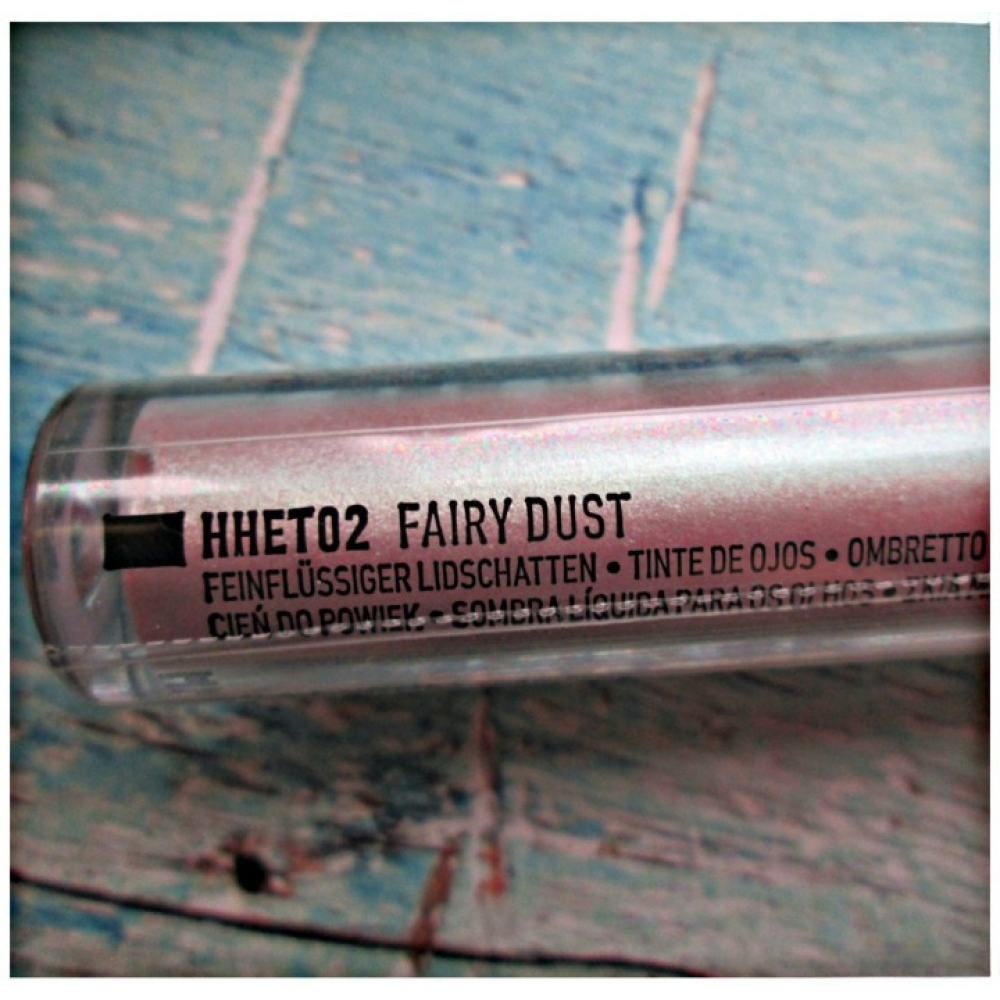 HHET02 FAIRY DUST
FEINFLÜSSIGER LIDSCHATTEN • TINTE DE OJOS • OMBRETTO
CIEŃ DO POWIEK • SOMBRA LÍQUIDA PARA OS OLHOS •